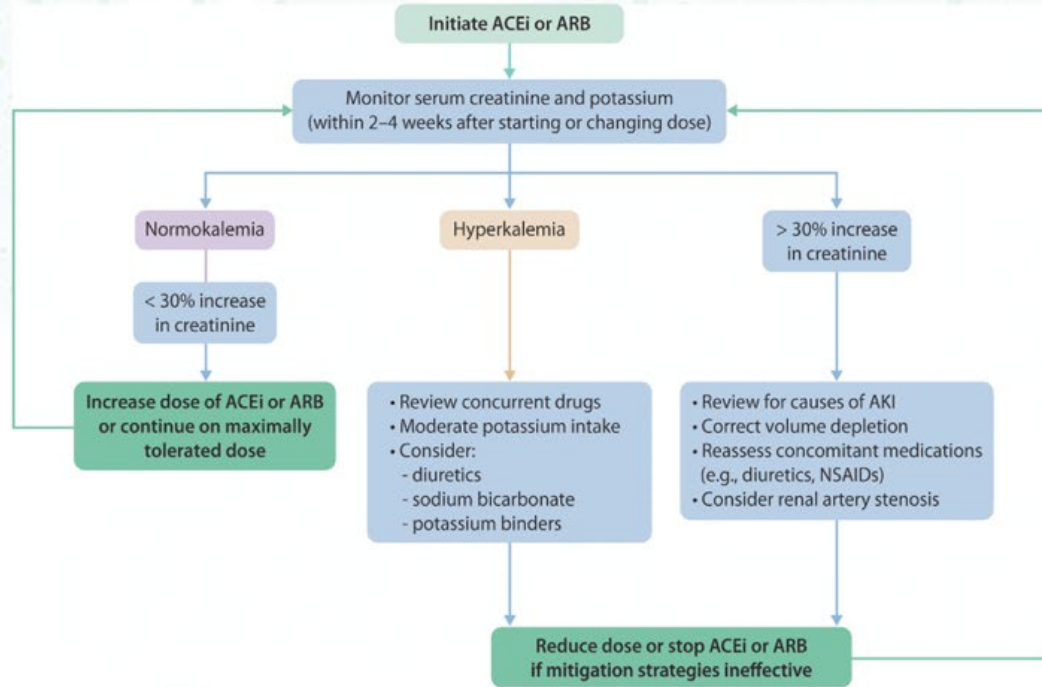 Initiate ACEi or ARB
Monitor serum creatinine and potassium
(within 2–4 weeks after starting or changing dose)
Normokalemia
Hyperkalemia
> 30% increase
in creatinine
< 30% increase
in creatinine
Increase dose of ACEi or ARB
or continue on maximally
tolerated dose
• Review concurrent drugs
• Moderate potassium intake
• Consider:
- diuretics
- sodium bicarbonate
- potassium binders
• Review for causes of AKI
• Correct volume depletion
• Reassess concomitant medications
(e.g., diuretics, NSAIDs)
• Consider renal artery stenosis
Reduce dose or stop ACEi or ARB
if mitigation strategies ineffective